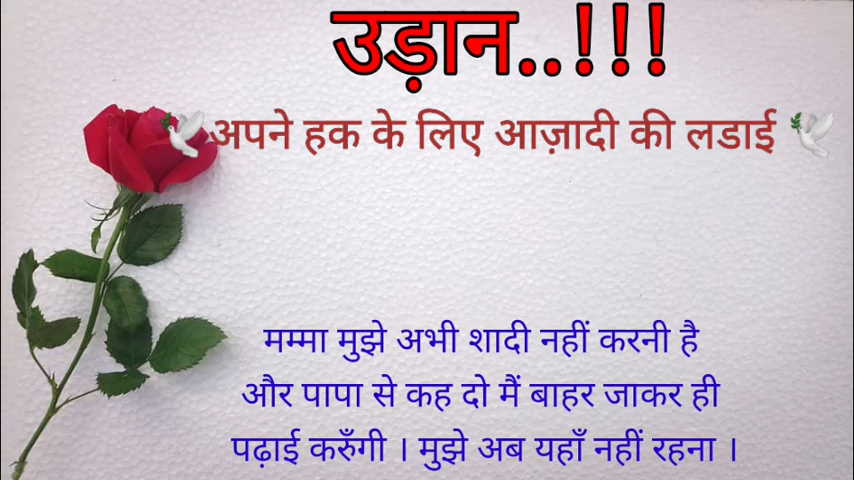 उड़ान..!!!
🕊️अपने हक के लिए आज़ादी की लडाई 🕊️
मम्मा मुझे अभी शादी नहीं करनी है
और पापा से कह दो मैं बाहर जाकर ही
पढ़ाई करुँगी । मुझे अब यहाँ नहीं रहना ।